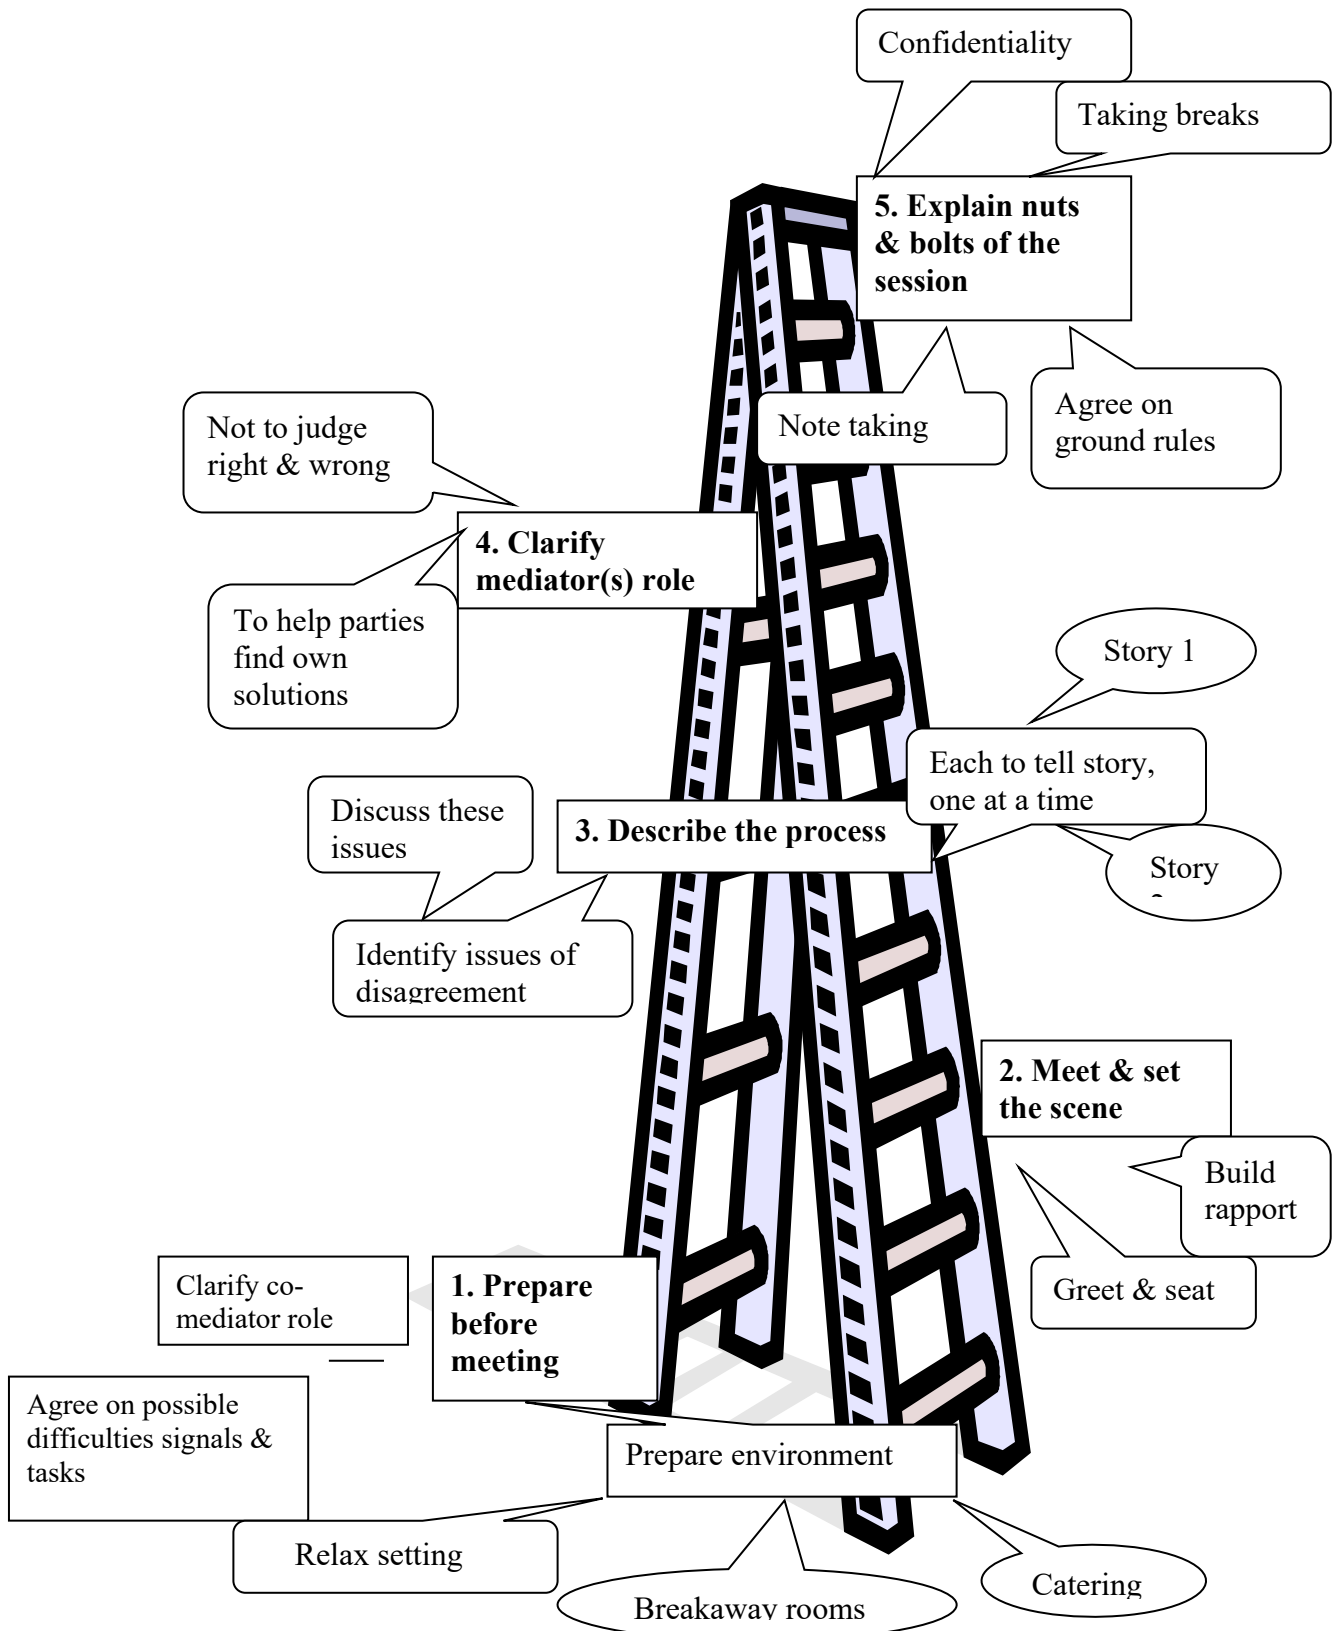 Confidentiality
Taking breaks
5. Explain nuts
& bolts of the
session
Note taking
Agree on
ground rules
Not to judge
right & wrong
4. Clarify
mediator(s) role
To help parties
find own
solutions
Story 1
Each to tell story,
one at a time
Story
Discuss these
issues
3. Describe the process
Identify issues of
disagreement
2. Meet & set
the scene
Build
rapport
Greet & seat
Clarify co-
mediator role
1. Prepare
before
meeting
Agree on possible
difficulties signals &
tasks
Prepare environment
Relax setting
Breakaway rooms
Catering